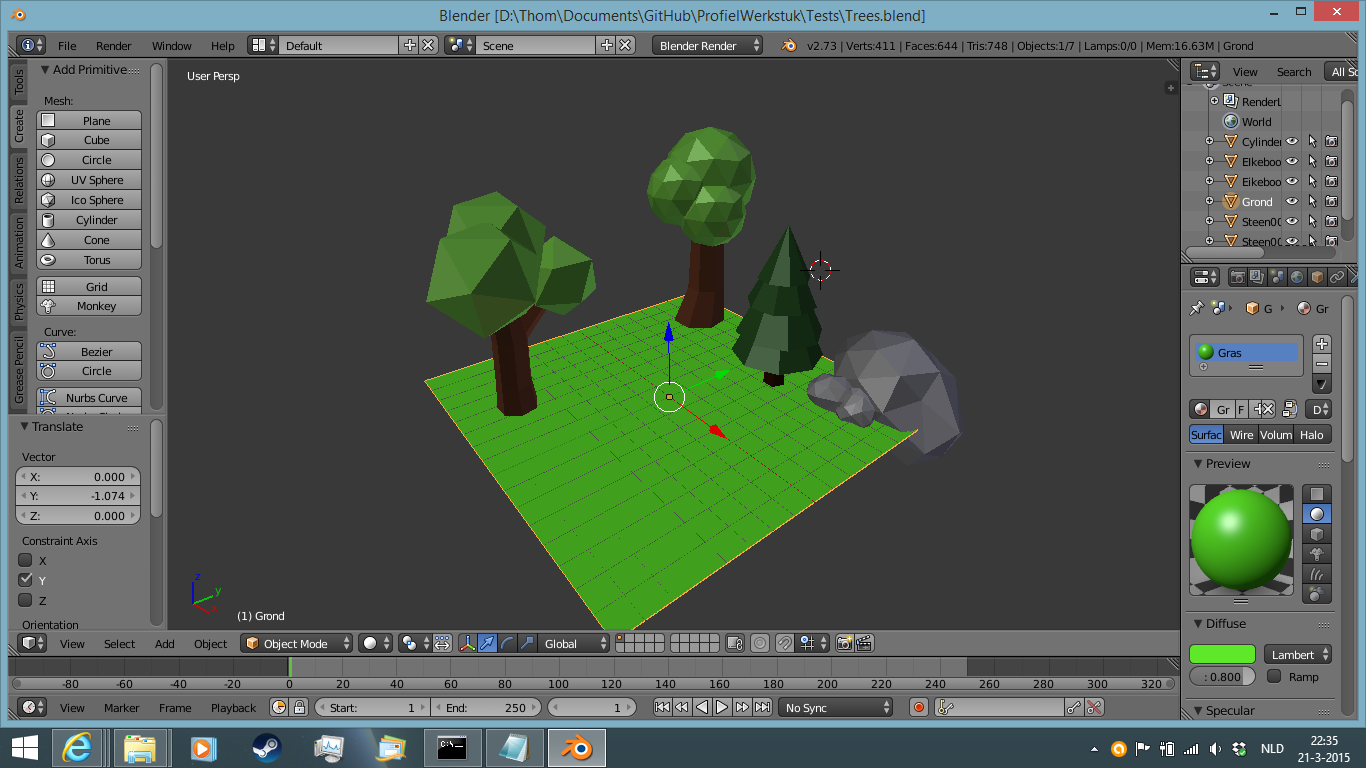 Blender [D:\Thom\Documents\GitHub\ProfielWerkstuk\Tests\Trees.blend]
File Render Window Help Default Scene Blender Render v2.73 | Verts:411 | Faces:644 | Tris:748 | Objects:1/7 | Lamps:0/0 | Mem:16.63M | Grond
Tools
Create
Relations
Animation
Physics
Grease Pencil
Add Primitive
Mesh:
Plane
Cube
Circle
UV Sphere
Ico Sphere
Cylinder
Cone
Torus
Grid
Monkey
Curve:
Bezier
Circle
Nurbs Curve
Translate
Vector
X: 0.000
Y: -1.074
Z: 0.000
Constraint Axis
X
Y
Z
Orientation
User Persp
z
y
x
(1) Grond
View Select Add Object Object Mode Global
View Search All Sc
Scene
RenderL
World
Cylinder
EIkeboo
Eikeboo
Grond
Steen00
Steen00
G Gr
Gras
Gr F D
Surfac Wire Volum Halo
Preview
Diffuse
Lambert
: 0.800 Ramp
Specular
-80 -60 -40 -20 0 20 40 60 80 100 120 140 160 180 200 220 240 260 280 300 320
View Marker Frame Playback Start: 1 End: 250 1 No Sync
C:\_
NLD
22:35
21-3-2015